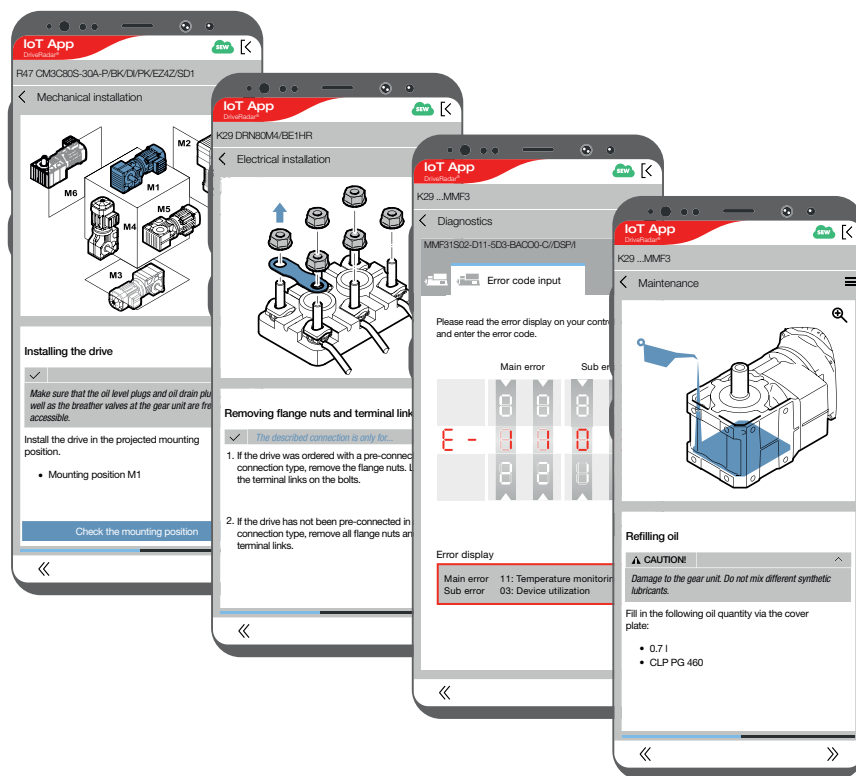 IoT App
DriveRadar®
SEW
R47 CM3C80S-30A-P/BK/DI/PK/EZ4Z/SD1
Mechanical installation
M1
M2
M3
M4
M5
M6
Installing the drive
Make sure that the oil level plugs and oil drain
well as the breather valves at the gear unit are
accessible.
Install the drive in the projected mounting
position.
• Mounting position M1
Check the mounting position
IoT App
DriveRadar®
SEW
K29 DRN80M4/BE1HR
Electrical installation
Removing flange nuts and terminal
The described connection is only for...
1. If the drive was ordered with a
connection type, remove the flange nuts.
the terminal links on the bolts.
2. If the drive has not been pre-connected in
connection type, remove all flange nuts
terminal links.
IoT App
DriveRadar®
SEW
K29 ...MMF3
Diagnostics
MMF31S02-D11-5D3-BACO0-C//DSP/I
Error code input
Please read the error display on your
and enter the error code.
Main error Sub
8 8 8
E - 1 1 0
2 2
Error display
Main error 11: Temperature
Sub error 03: Device utilization
IoT App
DriveRadar®
SEW
K29 ...MMF3
Maintenance
Refilling oil
CAUTION!
Damage to the gear unit. Do not mix different synthetic
lubricants.
Fill in the following oil quantity via the cover
plate:
• 0.7 l
• CLP PG 460